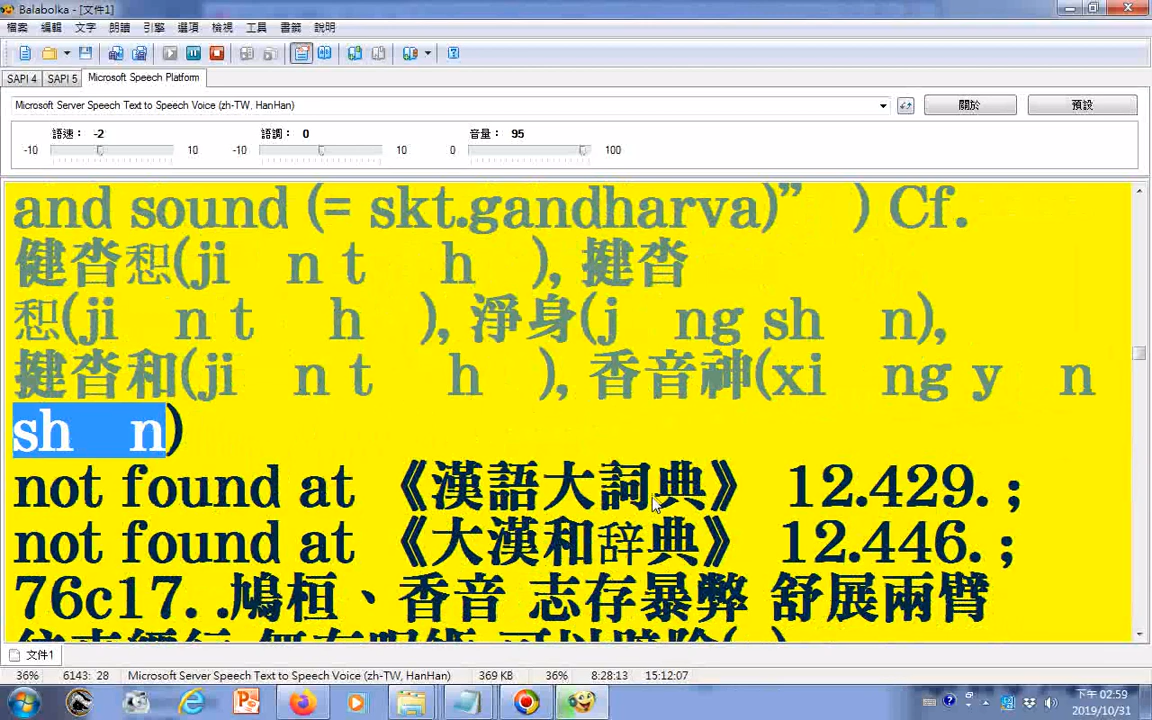 Balabolka - [文件1]
檔案 編輯 文字 朗讀 引擎 選項 檢視 工具 書籤 說明
SAPI 4 SAPI 5 Microsoft Speech Platform
Microsoft Server Speech Text to Speech Voice (zh-TW, HanHan) 關於 預設
語速： -2 語調： 0 音量： 95
-10 10 -10 10 0 100
and sound (= skt.gandharva)” ) Cf.
健沓惒(ji n t h ), 揵沓
惒(ji n t h ), 淨身(j ng sh n),
揵沓和(ji n t h ), 香音神(xi ng y n
sh n)
not found at 《漢語大詞典》 12.429. ;
not found at 《大漢和辞典》 12.446. ;
76c17. .鳩桓、香音 志存暴弊 舒展兩臂
文件1
36% 6143: 28 Microsoft Server Speech Text to Speech Voice (zh-TW, HanHan) 369 KB 36% 8:28:13 15:12:07
下午 02:59
2019/10/31